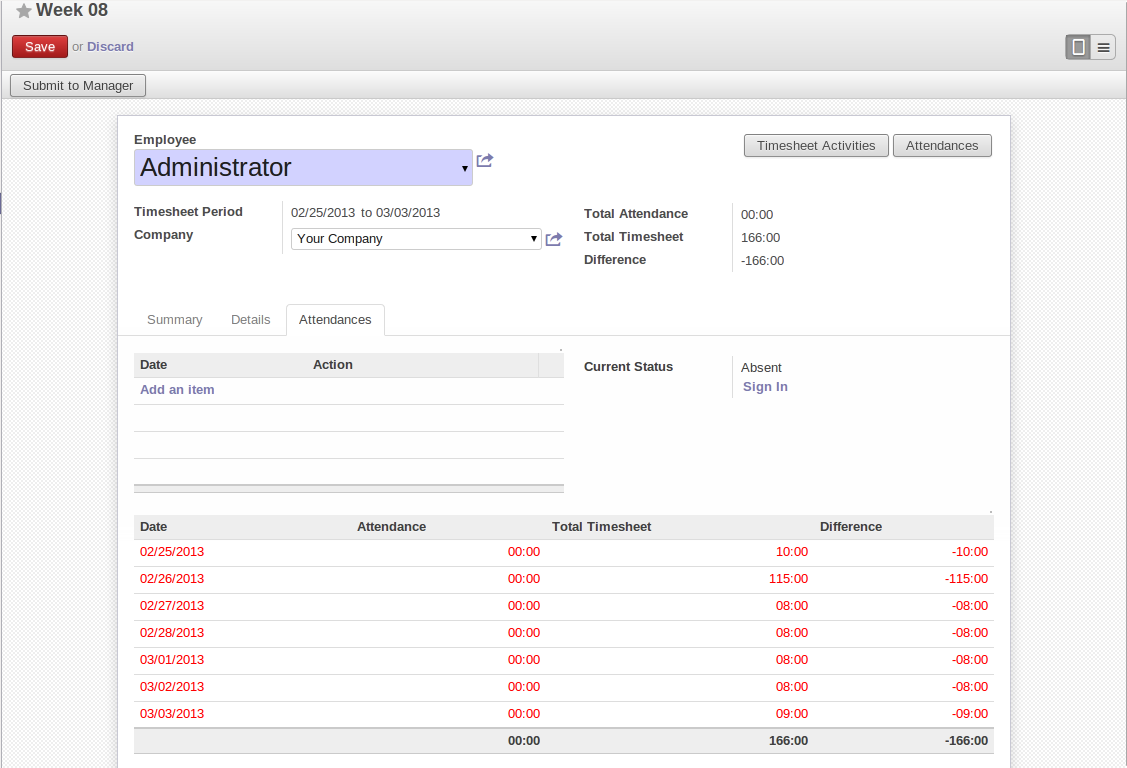 Week 08
Save or Discard
Submit to Manager
Employee
Administrator
Timesheet Activities Attendances
Timesheet Period 02/25/2013 to 03/03/2013
Company Your Company
Total Attendance 00:00
Total Timesheet 166:00
Difference -166:00
Summary Details Attendances
Date Action
Add an item
Current Status Absent
Sign In
Date Attendance Total Timesheet Difference
02/25/2013 00:00 10:00 -10:00
02/26/2013 00:00 115:00 -115:00
02/27/2013 00:00 08:00 -08:00
02/28/2013 00:00 08:00 -08:00
03/01/2013 00:00 08:00 -08:00
03/02/2013 00:00 08:00 -08:00
03/03/2013 00:00 09:00 -09:00
00:00 166:00 -166:00